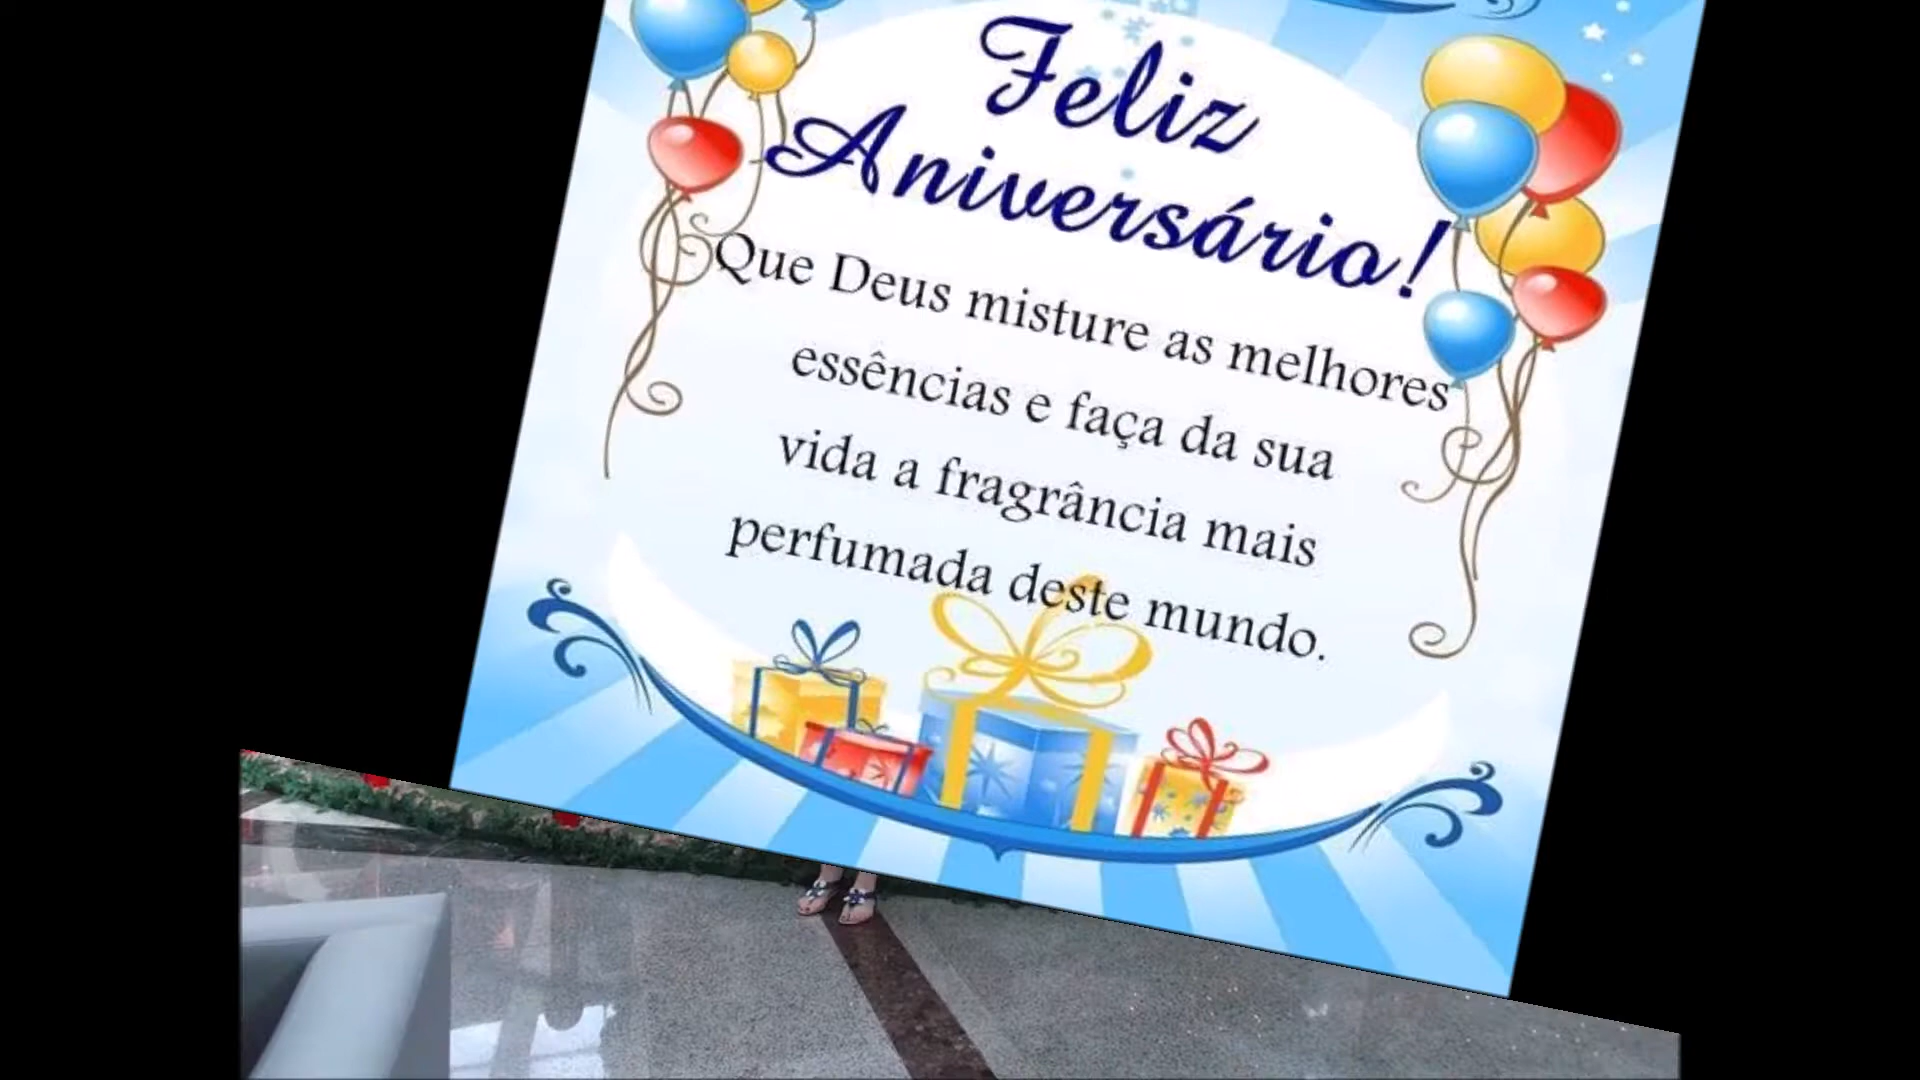 Feliz
Aniversário!
Que Deus misture as melhores
essências e faça da sua
vida a fragrância mais
perfumada deste mundo.